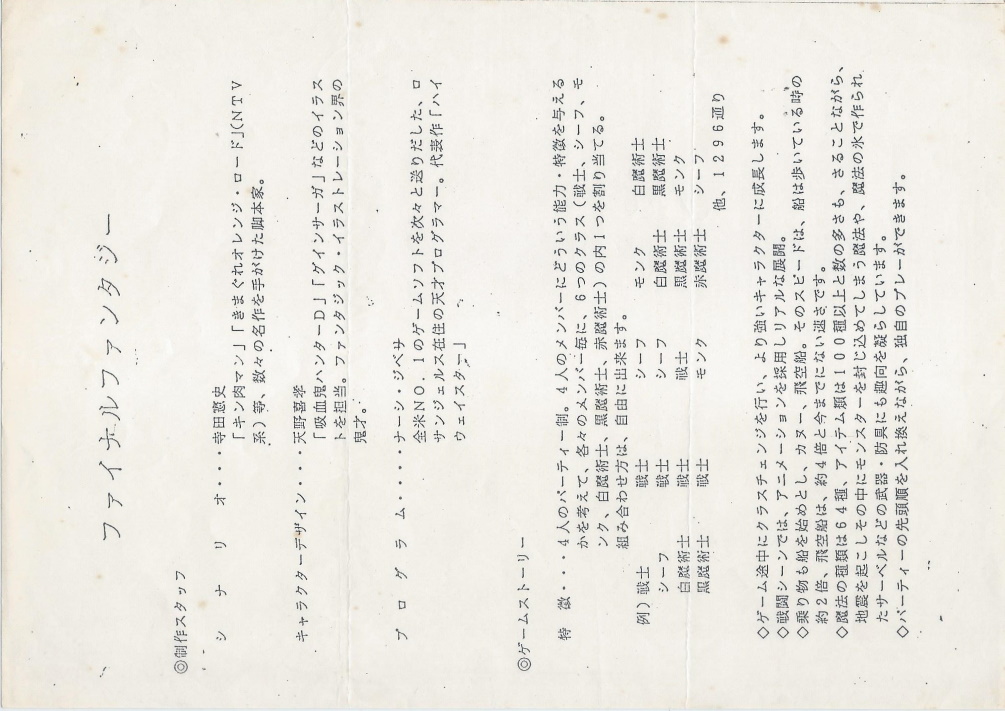 ファイナルファンタジー
◎制作スタッフ
シナリオ・・・寺田憲史
「キン肉マン」「きまぐれオレンジ・ロード」(NTV
系)等、数々の名作を手がけた脚本家。
キャラクターデザイン・・・天野喜孝
「吸血鬼ハンターD」「グインサーガ」などのイラス
トを担当。ファンタジック・イラストレーション界の
鬼才。
プログラム・・・・ナーシ・ジベサ
全米NO.1のゲームソフトを次々と送りだした、ロ
サンジェルス在住の天才プログラマー。代表作「ハイ
ウェイスター」
◎ゲームストーリー
特徴・・・4人のパーティー制。4人のメンバーにどういう能力・特徴を与える
かを考えて、各々のメンバー毎に、6つのクラス(戦士、シーフ、モ
ンク、白魔術士、黒魔術士、赤魔術士)の内1つを割り当てる。
組み合わせ方は、自由に出来ます。
例)戦士 戦士 シーフ モンク 白魔術士
シーフ 戦士 シーフ 白魔術士 黒魔術士
白魔術士 戦士 戦士 黒魔術士 モンク
黒魔術士 戦士 モンク 赤魔術士 シーフ
他、1296通り
◇ゲーム途中にクラスチェンジを行い、より強いキャラクターに成長します。
◇戦闘シーンでは、アニメーションを採用しリアルな展開。
◇乗り物も船を始めとし、カヌー、飛空船。そのスピードは、船は歩いている時の
約2倍、飛空船は、約4倍と今までにない速さです。
◇魔法の種類は64種、アイテム類は100種以上と数の多さも、さることながら、
地震を起こしその中にモンスターを封じ込めてしまう魔法や、魔法の氷で作られ
たサーベルなどの武器・防具にも趣向を凝らしています。
◇パーティーの先頭順を入れ換えながら、独自のプレーができます。